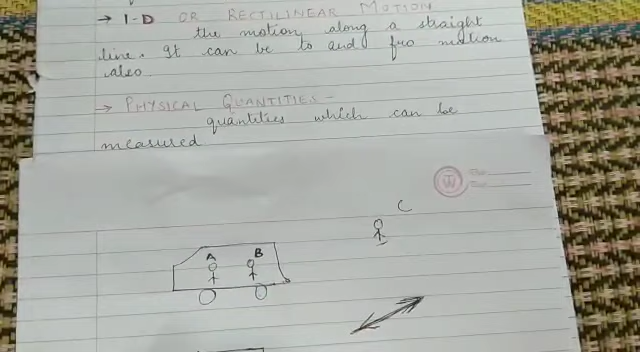 → 1-D OR RECTILINEAR MOTION
the motion along a straight
line. It can be to and fro motion
also
→ PHYSICAL QUANTITIES -
quantities which can be
measured
C
A B